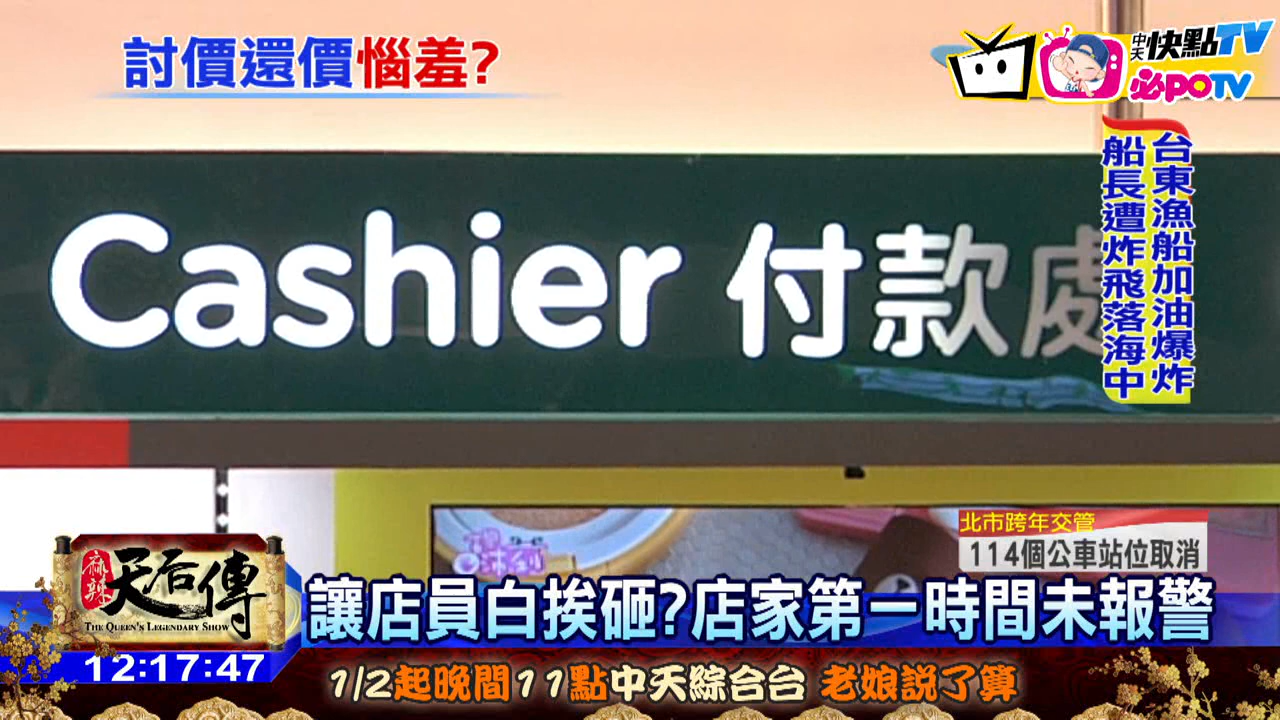 討價還價惱羞?
中天快點TV
必POTV
台東漁船加油爆炸
船長遭炸飛落海中
Cashier 付款處
北市跨年交管
114個公車站位取消
麻辣天后傳
THE QUEEN'S LEGENDARY SHOW
讓店員白挨砸?店家第一時間未報警
12:17:47
1/2起晚間11點中天綜合台 老娘說了算